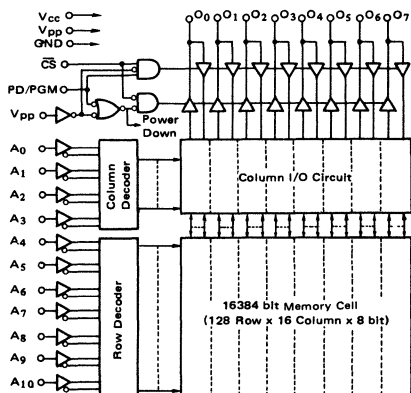 Vcc
Vpp
GND
CS
PD/PGM
Vpp
Power
Down
O0 O1 O2 O3 O4 O5 O6 O7
A0
A1
A2
A3
A4
A5
A6
A7
A8
A9
A10
Column
Decoder
Row Decoder
Column I/O Circuit
16384 bit Memory Cell
(128 Row x 16 Column x 8 bit)